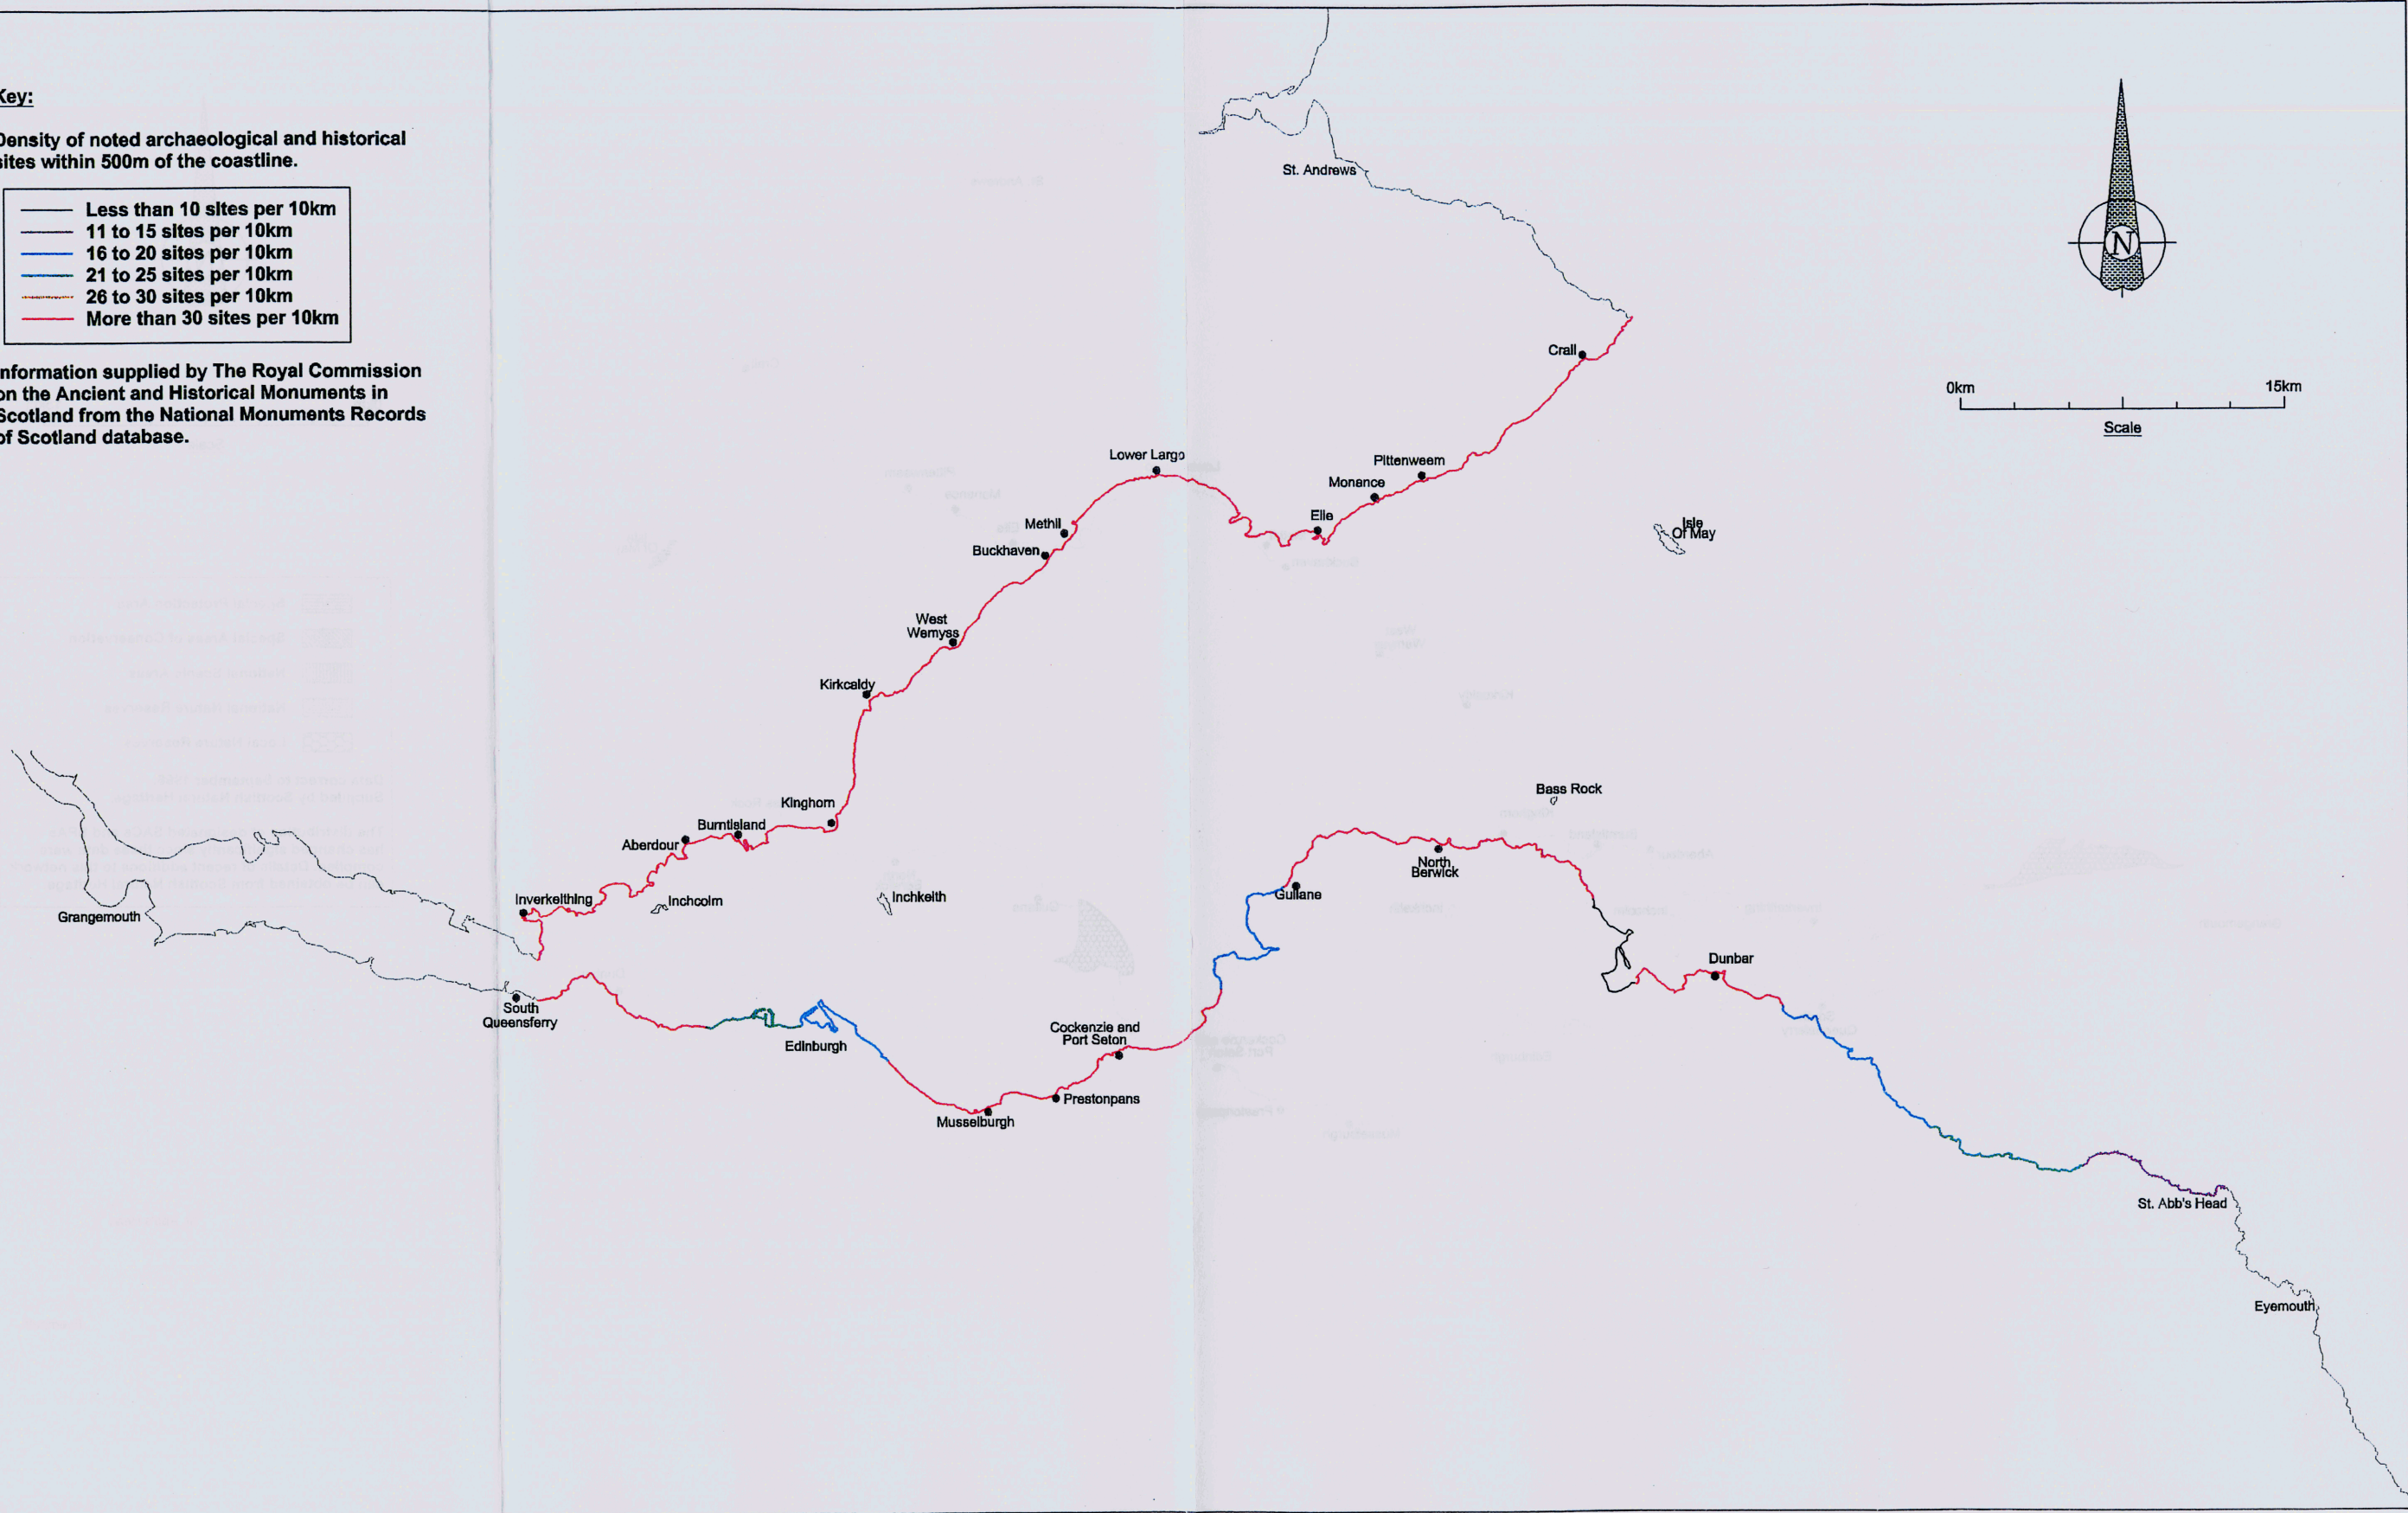 Key:
Density of noted archaeological and historical
sites within 500m of the coastline.
Less than 10 sites per 10km
11 to 15 sites per 10km
16 to 20 sites per 10km
21 to 25 sites per 10km
26 to 30 sites per 10km
More than 30 sites per 10km
Information supplied by The Royal Commission
on the Ancient and Historical Monuments in
Scotland from the National Monuments Records
of Scotland database.
N
0km 15km
Scale
St. Andrews
Crail
Pittenweem
Monance
Elie
Isle
Of May
Lower Largo
Methil
Buckhaven
West
Wemyss
Kirkcaldy
Kinghorn
Burntisland
Aberdour
Inverkeithing
Inchcolm
Inchkeith
Grangemouth
South
Queensferry
Edinburgh
Musselburgh
Prestonpans
Cockenzie and
Port Seton
Gullane
North
Berwick
Bass Rock
Dunbar
St. Abb's Head
Eyemouth